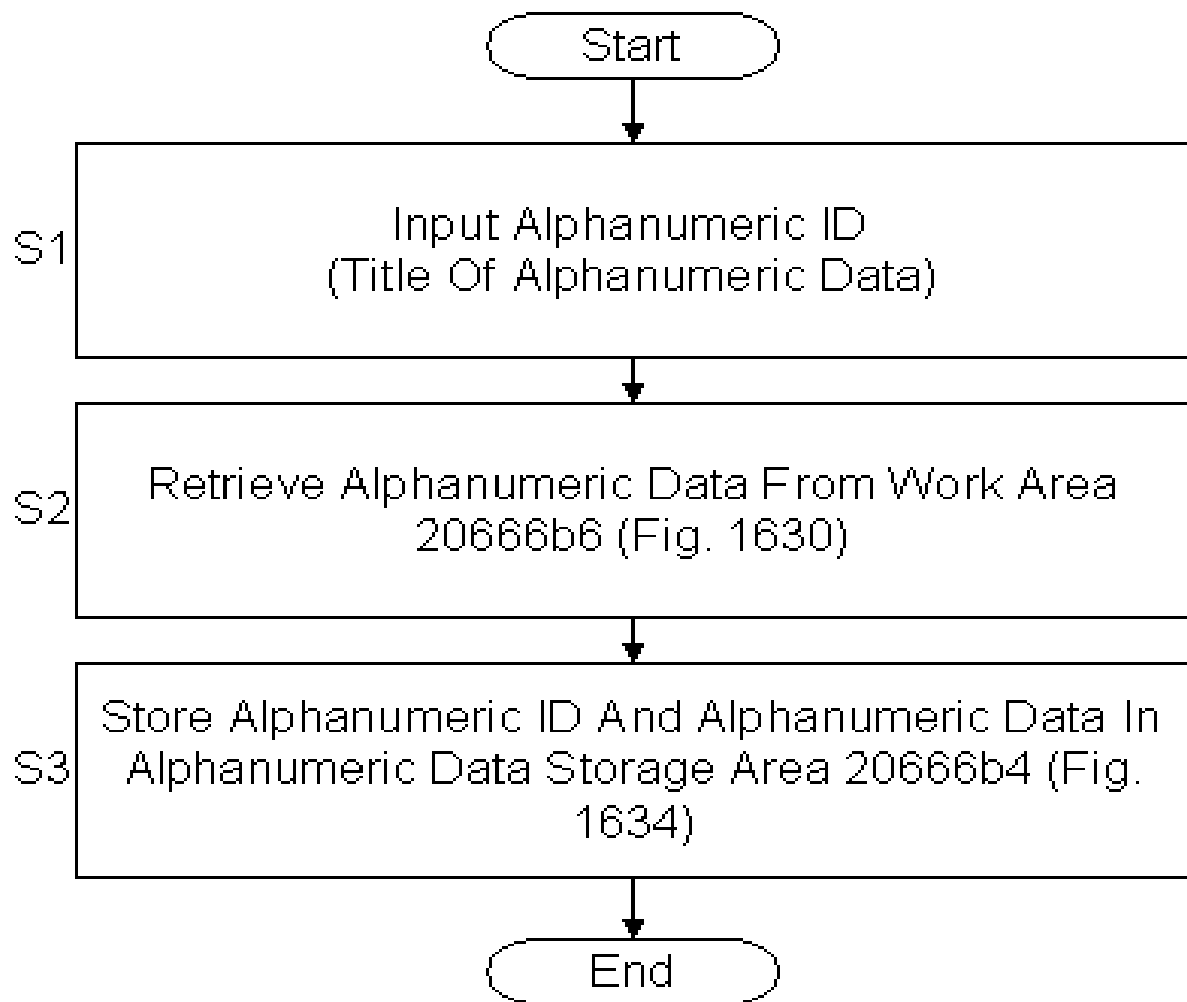 Start
S1
Input Alphanumeric ID
(Title Of Alphanumeric Data)
S2
Retrieve Alphanumeric Data From Work Area
20666b6 (Fig. 1630)
S3
Store Alphanumeric ID And Alphanumeric Data In
Alphanumeric Data Storage Area 20666b4 (Fig.
1634)
End